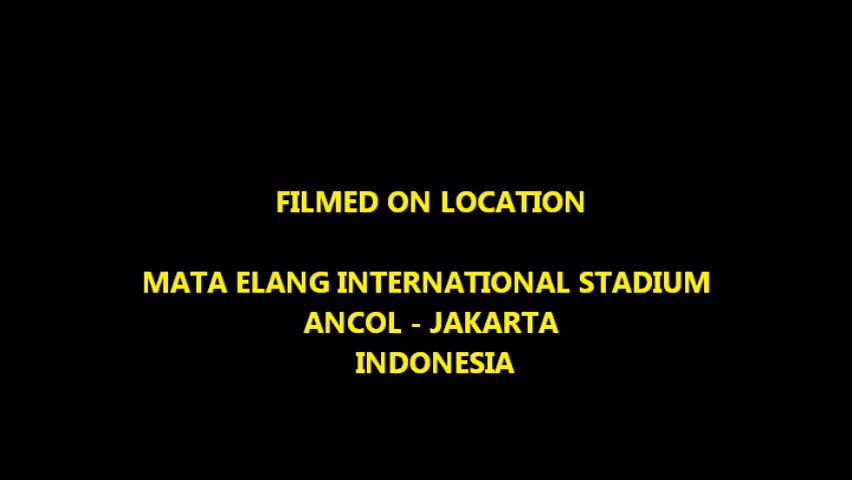 FILMED ON LOCATION
MATA ELANG INTERNATIONAL STADIUM
ANCOL - JAKARTA
INDONESIA